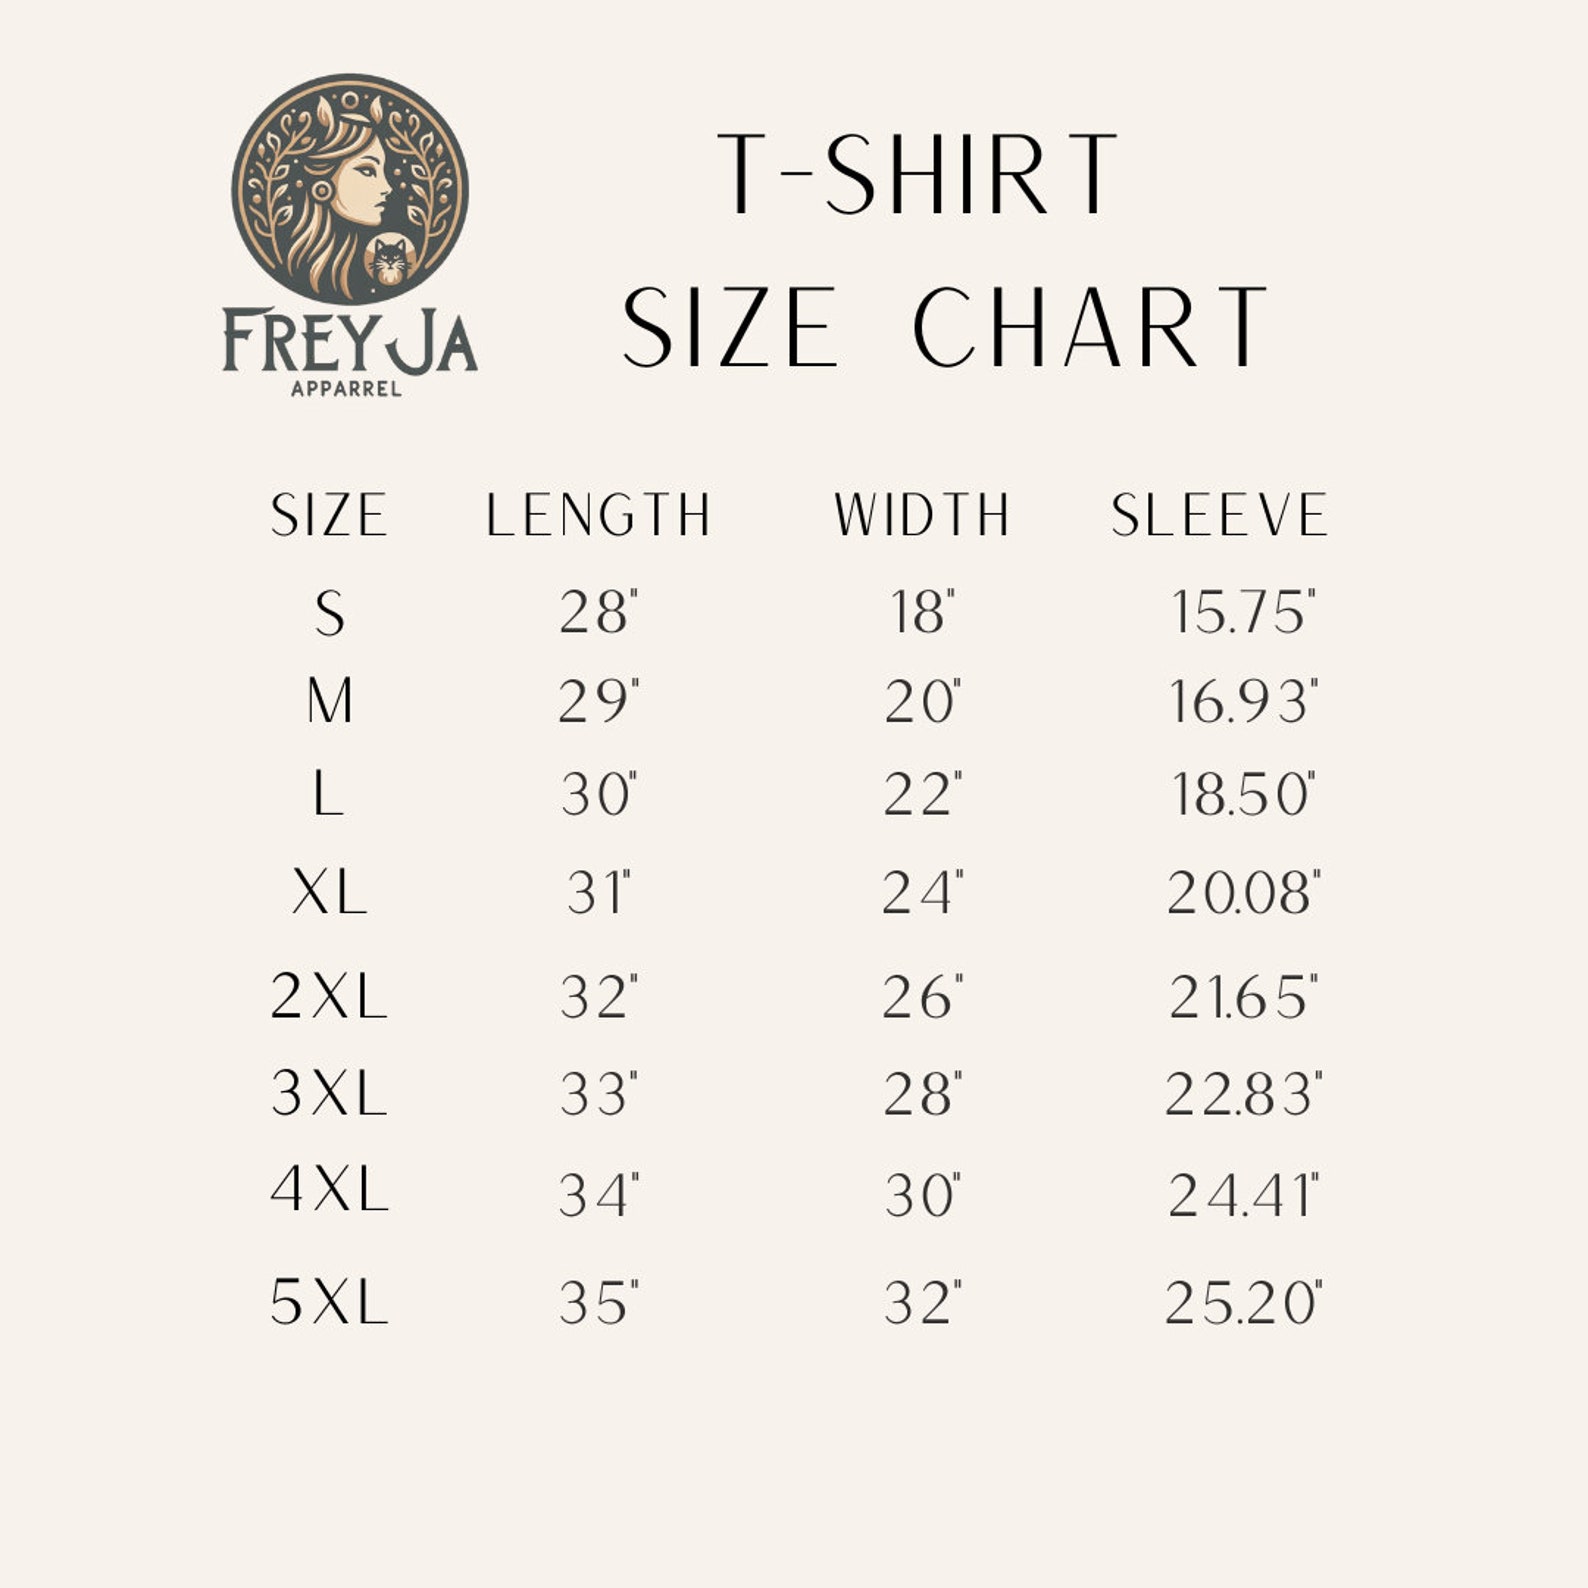 FREYJA
APPARREL
T-SHIRT
SIZE CHART
SIZE LENGTH WIDTH SLEEVE
S 28" 18" 15.75"
M 29" 20" 16.93"
L 30" 22" 18.50"
XL 31" 24" 20.08"
2XL 32" 26" 21.65"
3XL 33" 28" 22.83"
4XL 34" 30" 24.41"
5XL 35" 32" 25.20"